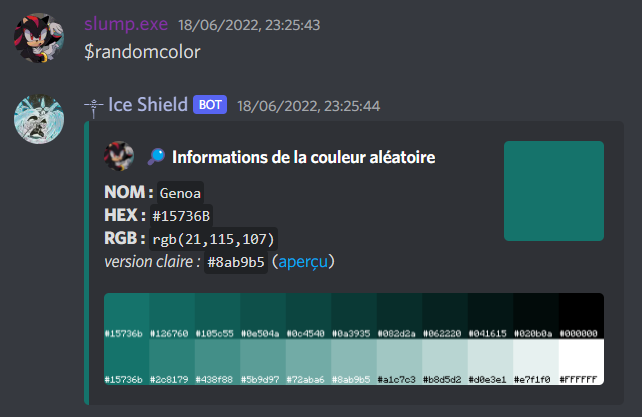 slump.exe 18/06/2022, 23:25:43
$randomcolor
Ice Shield BOT 18/06/2022, 23:25:44
🔎 Informations de la couleur aléatoire
NOM : Genoa
HEX : #15736B
RGB : rgb(21,115,107)
version claire : #8ab9b5 (aperçu)
#15736b #126760 #105c55 #0e504a #0c4540 #0a3935 #082d2a #062220 #041615 #020b0a #000000
#15736b #2c8179 #438f88 #5b9d97 #72aba6 #8ab9b5 #a1c7c3 #b8d5d2 #d0e3e1 #e7f1f0 #FFFFFF